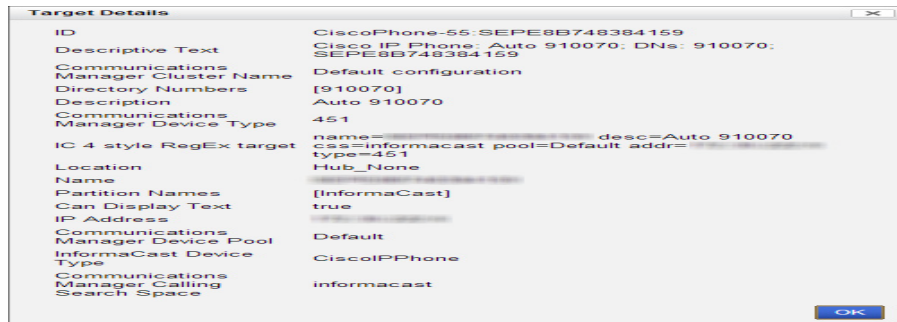 Target Details
ID CiscoPhone-55:SEPE8B748384159
Descriptive Text Cisco IP Phone: Auto 910070; DNs: 910070;
SEPE8B748384159
Communications
Manager Cluster Name Default configuration
Directory Numbers [910070]
Description Auto 910070
Communications
Manager Device Type 451
IC 4 style RegEx target name= desc=Auto 910070
css=informacast pool=Default addr=
type=451
Location Hub_None
Name
Partition Names [InformaCast]
Can Display Text true
IP Address
Communications
Manager Device Pool Default
InformaCast Device
Type CiscoIPPhone
Communications
Manager Calling
Search Space informacast
OK